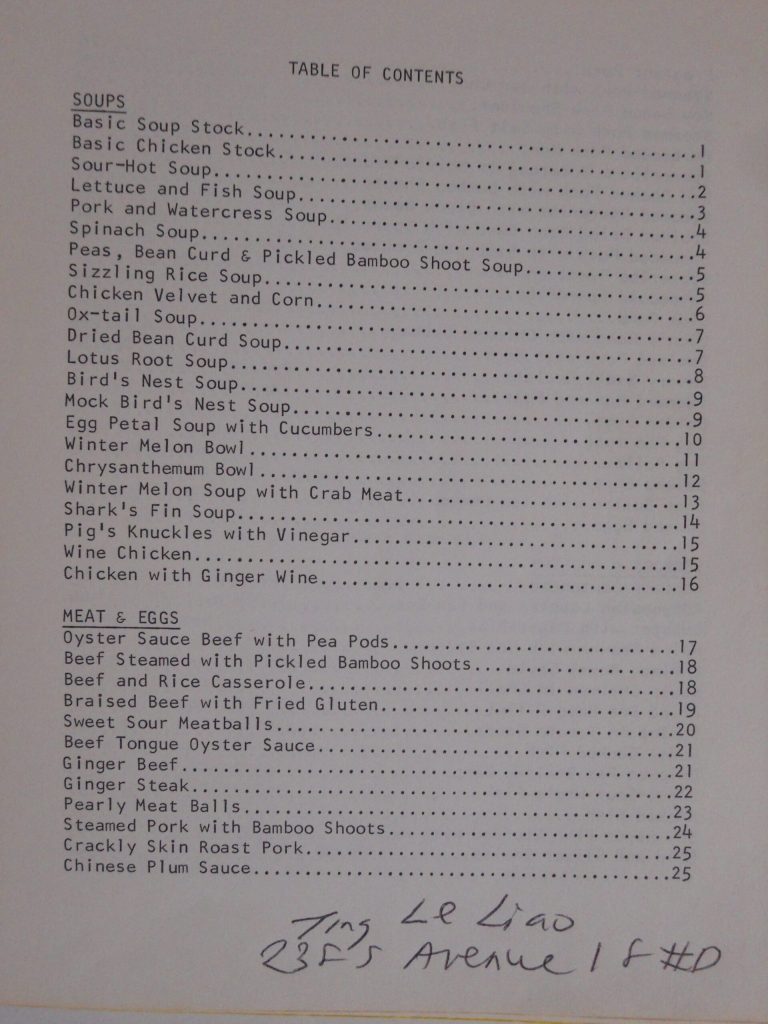 TABLE OF CONTENTS
SOUPS
Basic Soup Stock..........................................1
Basic Chicken Stock.......................................1
Sour-Hot Soup.............................................2
Lettuce and Fish Soup.....................................3
Pork and Watercress Soup..................................4
Spinach Soup..............................................4
Peas, Bean Curd & Pickled Bamboo Shoot Soup...............5
Sizzling Rice Soup........................................5
Chicken Velvet and Corn...................................6
Ox-tail Soup..............................................7
Dried Bean Curd Soup......................................7
Lotus Root Soup...........................................8
Bird's Nest Soup..........................................9
Mock Bird's Nest Soup.....................................9
Egg Petal Soup with Cucumbers............................10
Winter Melon Bowl........................................11
Chrysanthemum Bowl.......................................12
Winter Melon Soup with Crab Meat.........................13
Shark's Fin Soup.........................................14
Pig's Knuckles with Vinegar..............................15
Wine Chicken.............................................15
Chicken with Ginger Wine.................................16
MEAT & EGGS
Oyster Sauce Beef with Pea Pods..........................17
Beef Steamed with Pickled Bamboo Shoots..................18
Beef and Rice Casserole..................................18
Braised Beef with Fried Gluten...........................19
Sweet Sour Meatballs.....................................20
Beef Tongue Oyster Sauce.................................21
Ginger Beef..............................................21
Ginger Steak.............................................22
Pearly Meat Balls........................................23
Steamed Pork with Bamboo Shoots..........................24
Crackly Skin Roast Pork..................................25
Chinese Plum Sauce.......................................25
Ting Le Liao
Avenue 1 F #D